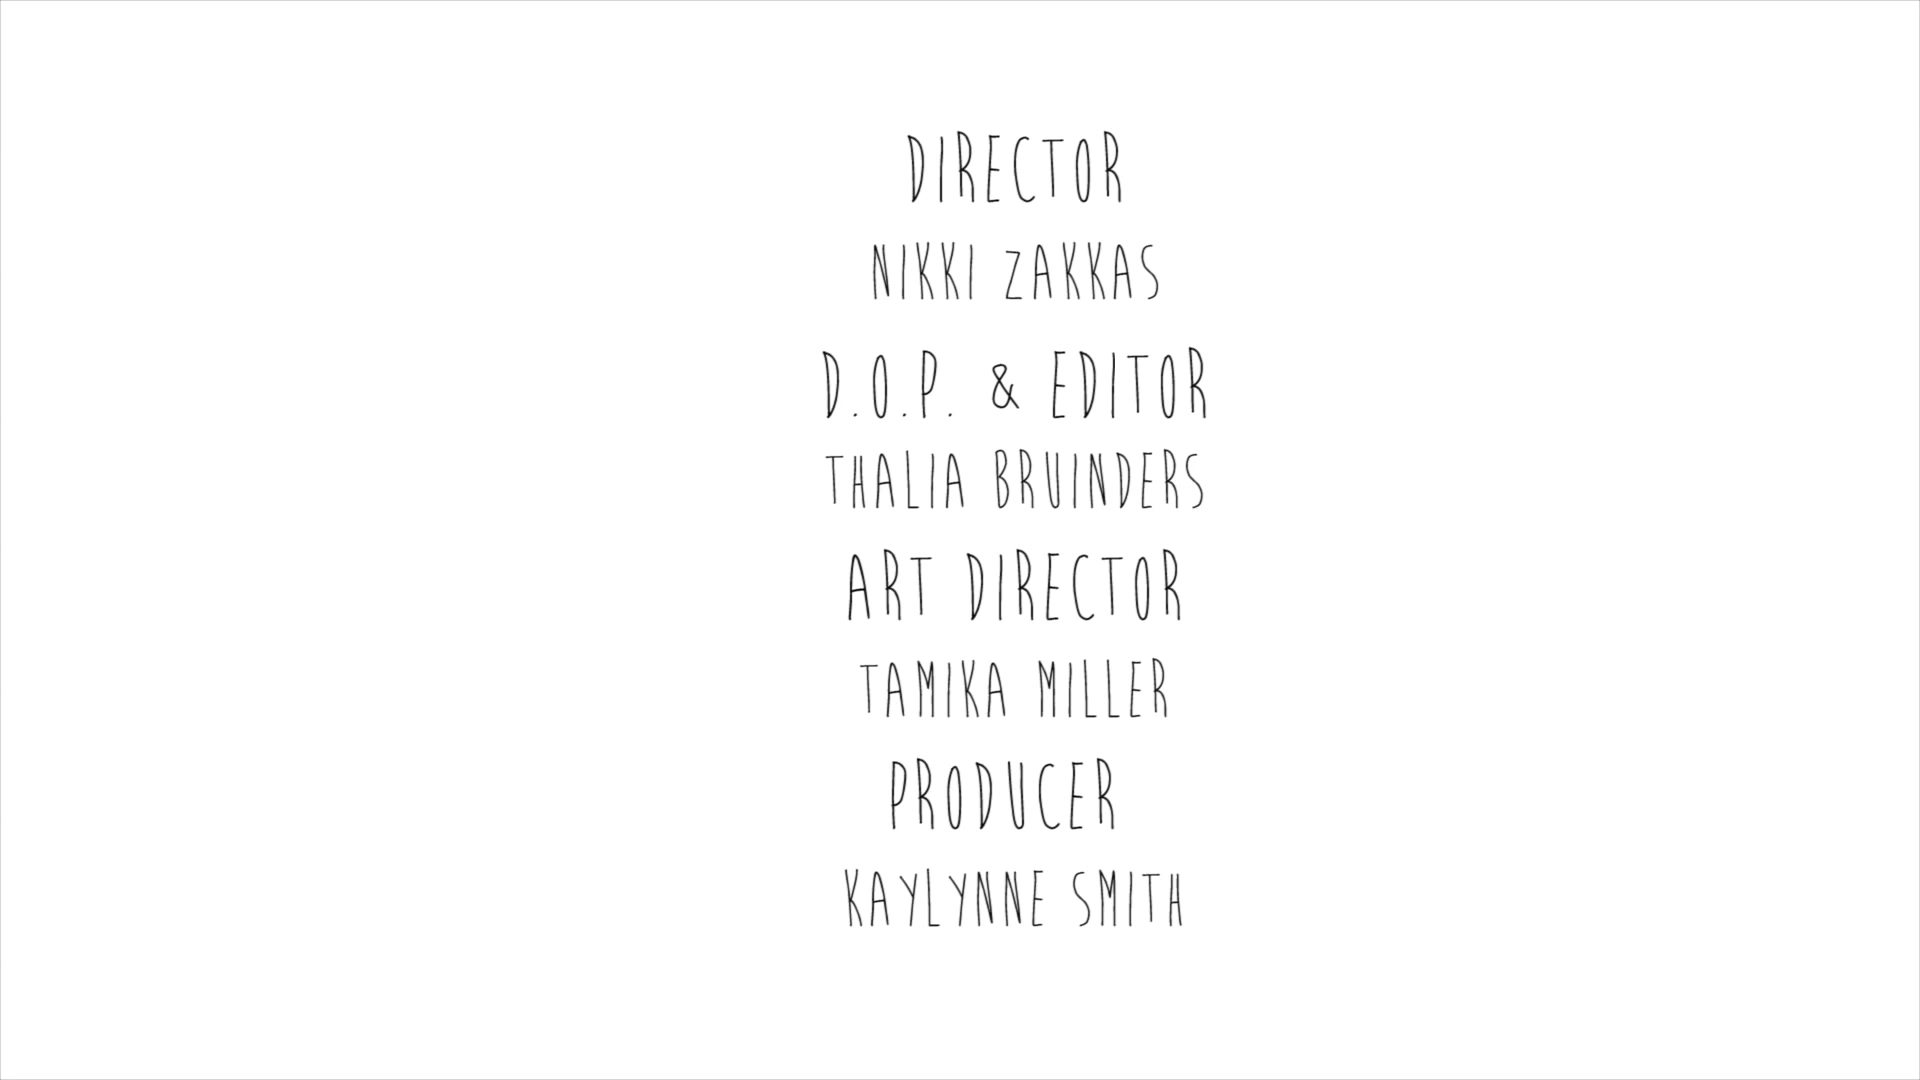 DIRECTOR
NIKKI ZAKKAS
D.O.P. & EDITOR
THALIA BRUINDERS
ART DIRECTOR
TAMIKA MILLER
PRODUCER
KAYLYNNE SMITH